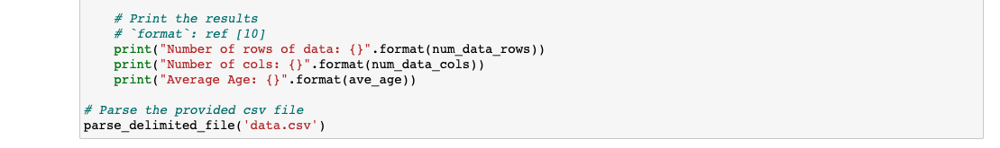 # Print the results
# `format`: ref [10]
print("Number of rows of data: {}".format(num_data_rows))
print("Number of cols: {}".format(num_data_cols))
print("Average Age: {}".format(ave_age))
# Parse the provided csv file
parse_delimited_file('data.csv')